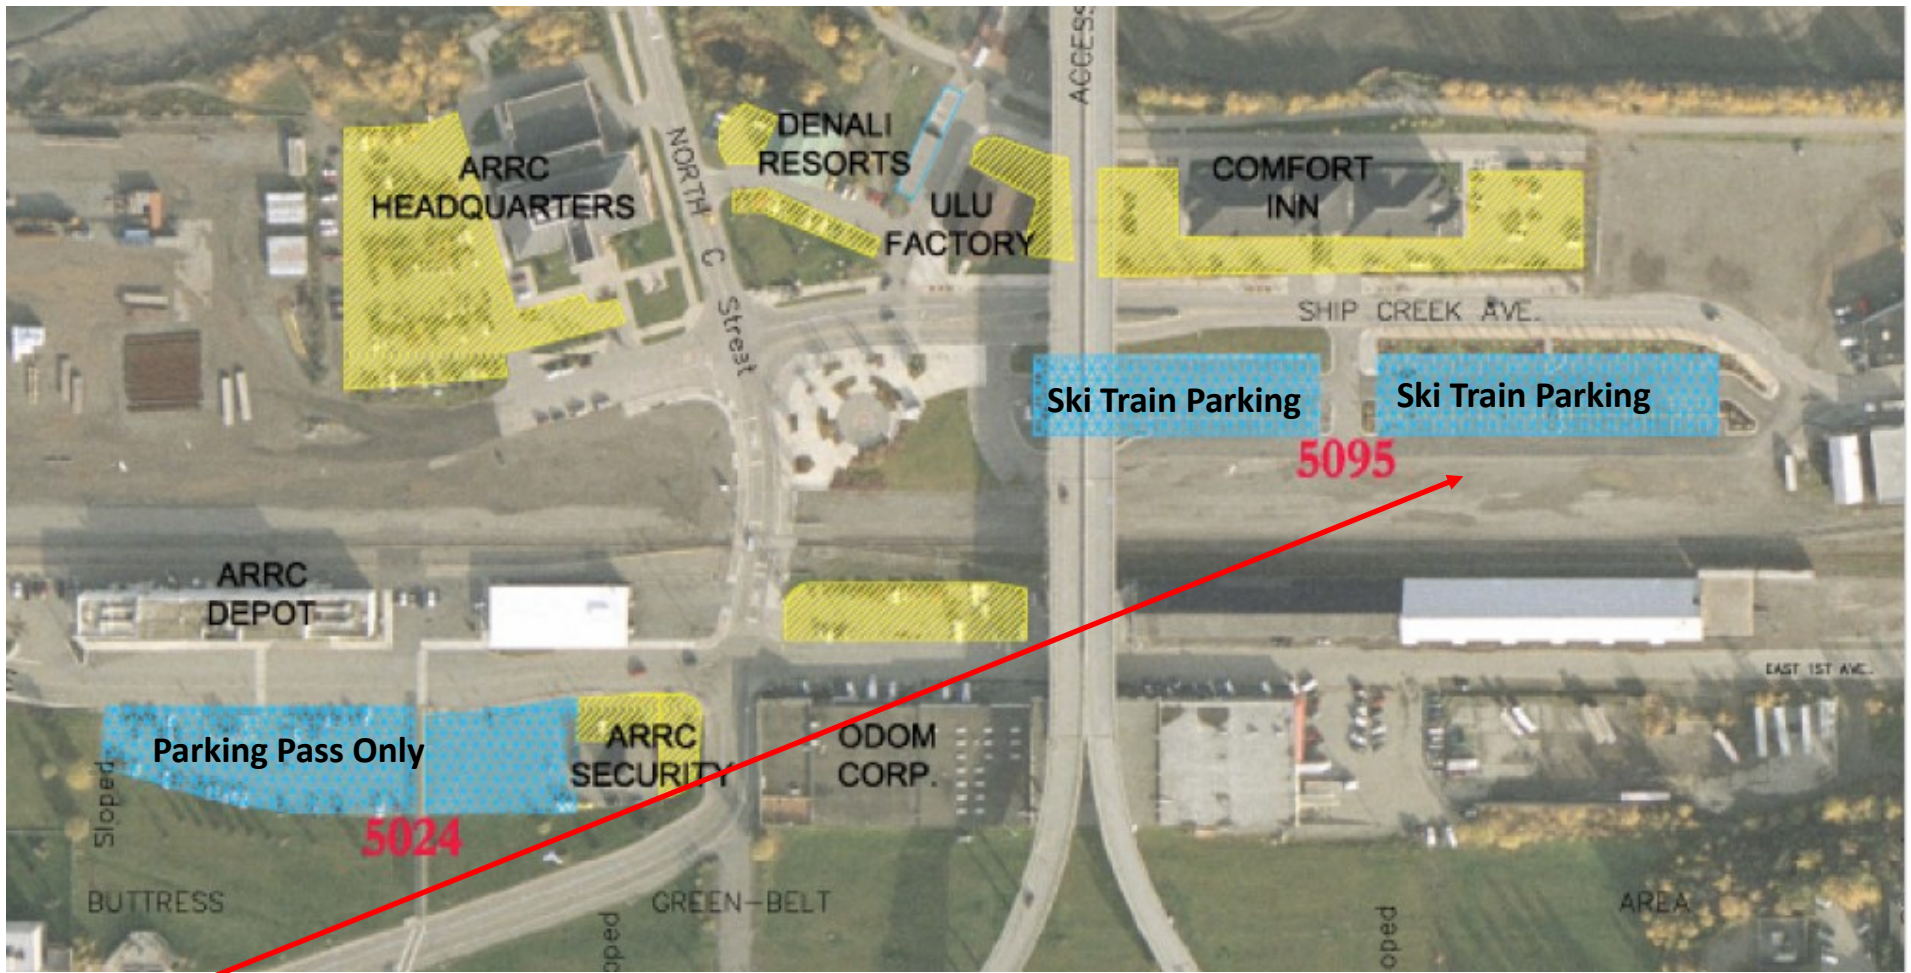 ACCESS
DENALI
RESORTS
ARRC
HEADQUARTERS
NORTH C Street
ULU
FACTORY
COMFORT
INN
SHIP CREEK AVE.
Ski Train Parking
Ski Train Parking
5095
ARRC
DEPOT
EAST 1ST AVE.
Parking Pass Only
ARRC
SECURITY
ODOM
CORP.
Sloped
5024
BUTTRESS
GREEN-BELT
AREA
oped
oped